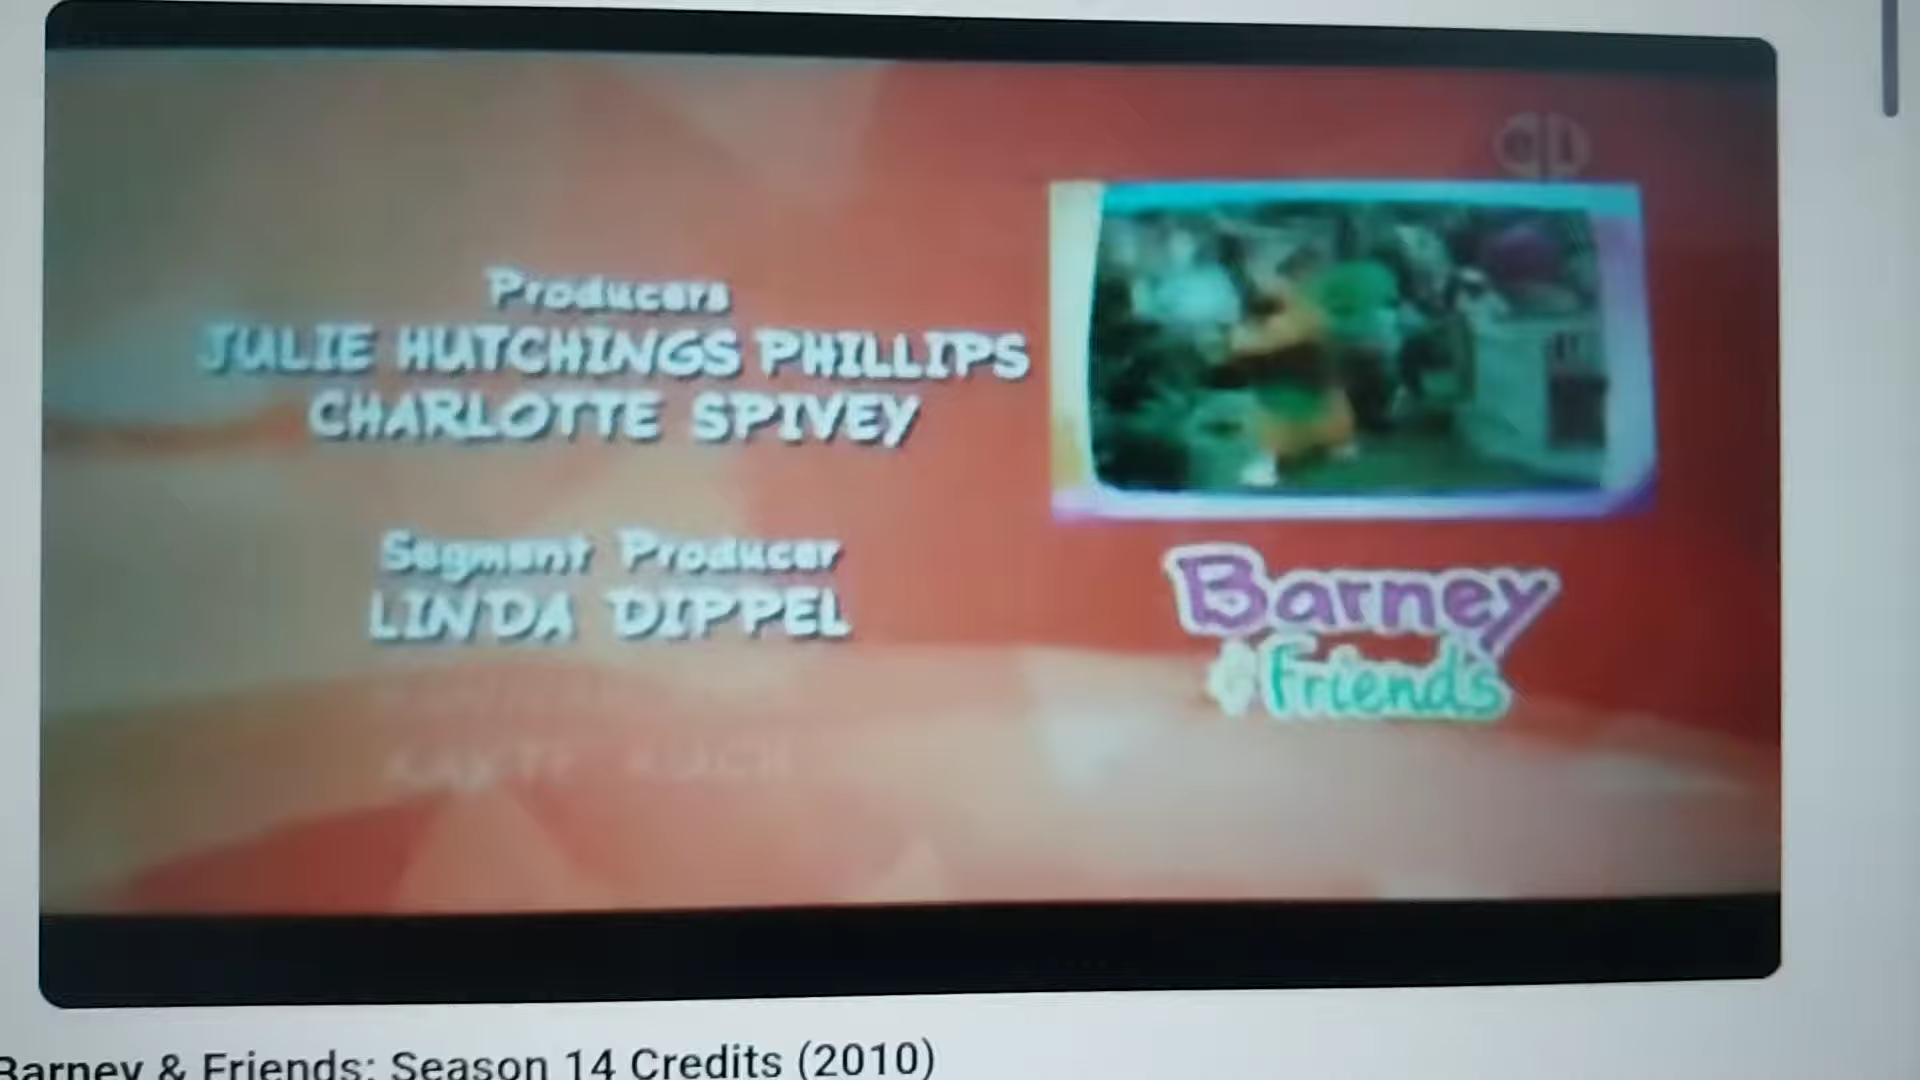 Producers
JULIE HUTCHINGS PHILLIPS
CHARLOTTE SPIVEY
Segment Producer
LINDA DIPPEL
Barney
& Friends
Barney & Friends: Season 14 Credits (2010)